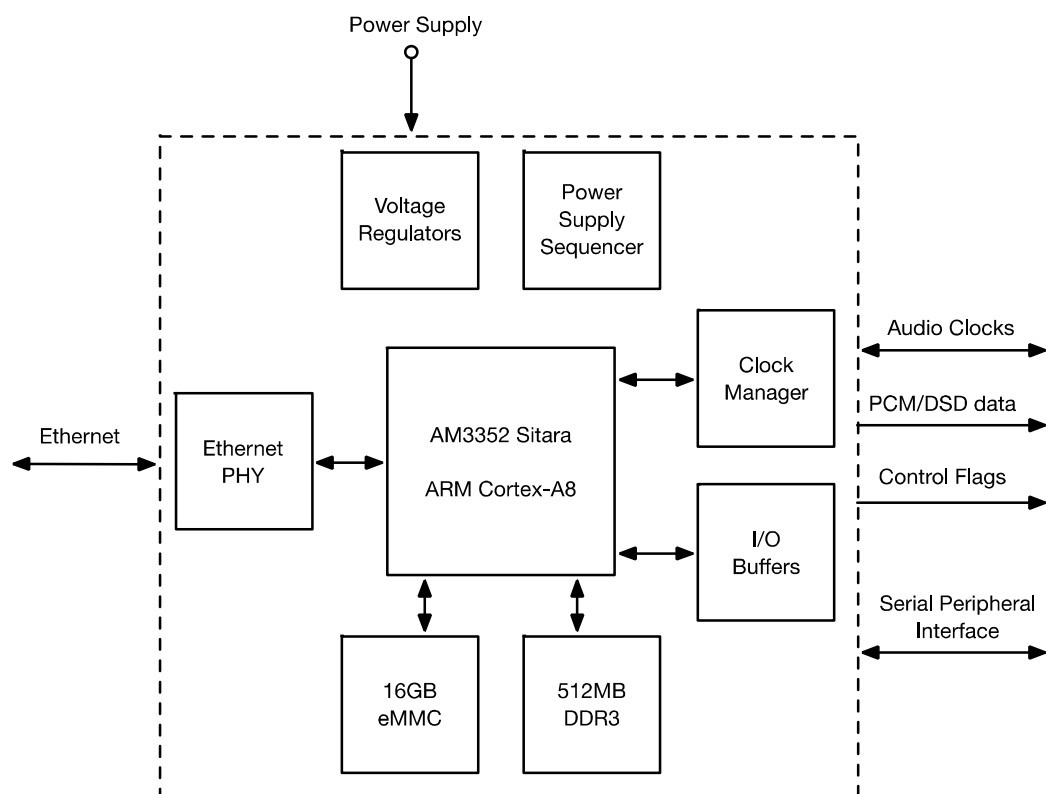 Power Supply
Voltage
Regulators
Power
Supply
Sequencer
Audio Clocks
Clock
Manager
PCM/DSD data
Ethernet
Ethernet
PHY
AM3352 Sitara
ARM Cortex-A8
Control Flags
I/O
Buffers
Serial Peripheral
Interface
16GB
eMMC
512MB
DDR3